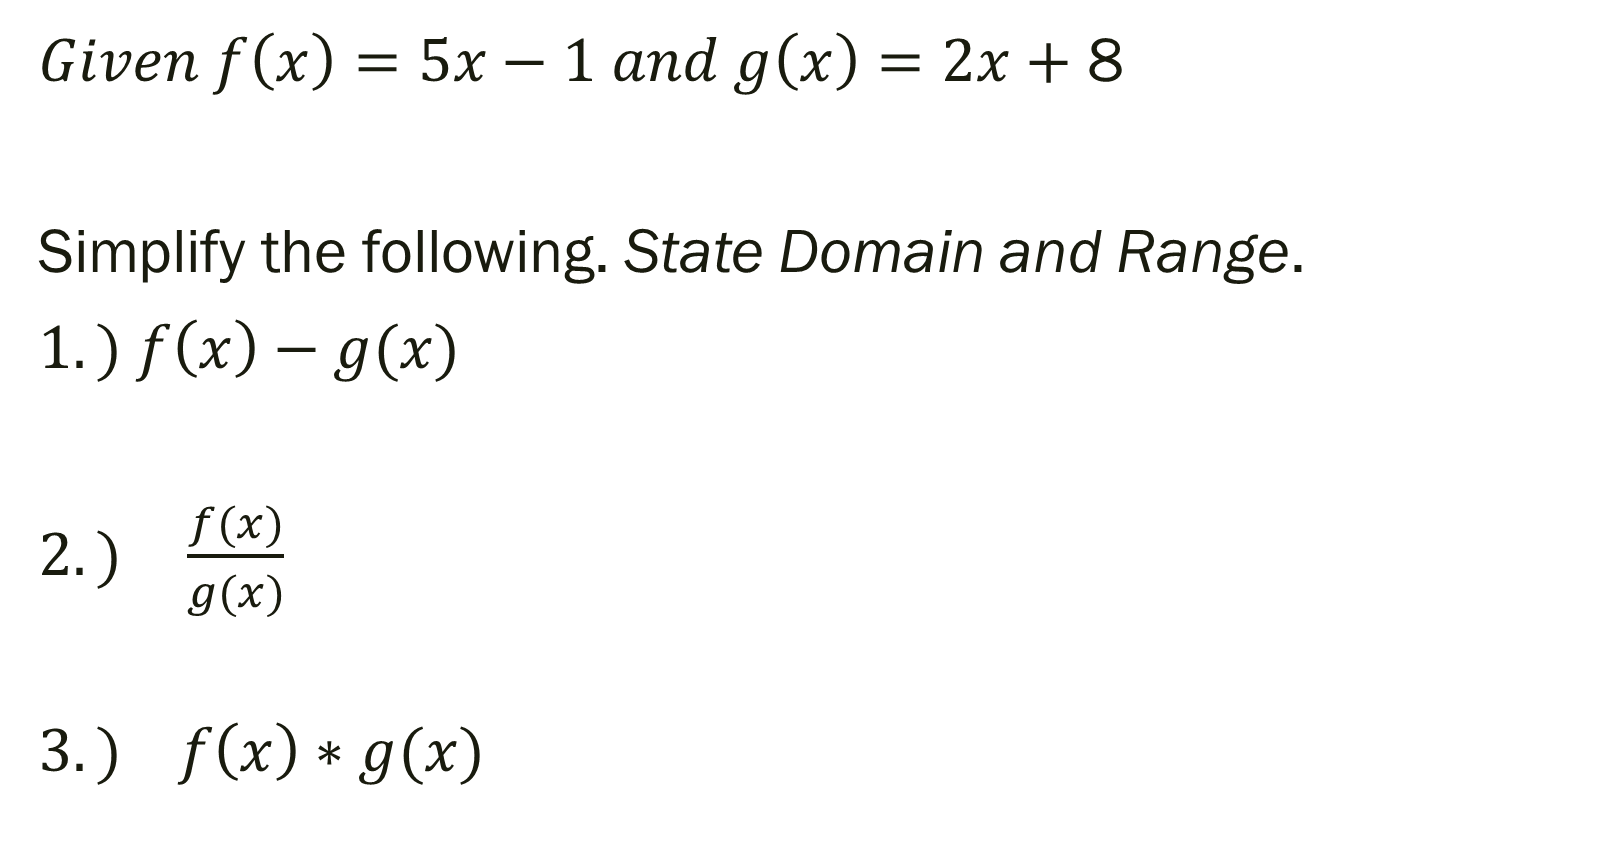 Given f(x) = 5x − 1 and g(x) = 2x + 8
Simplify the following. State Domain and Range.
1.) f(x) − g(x)
2.) f(x)/g(x)
3.) f(x) * g(x)